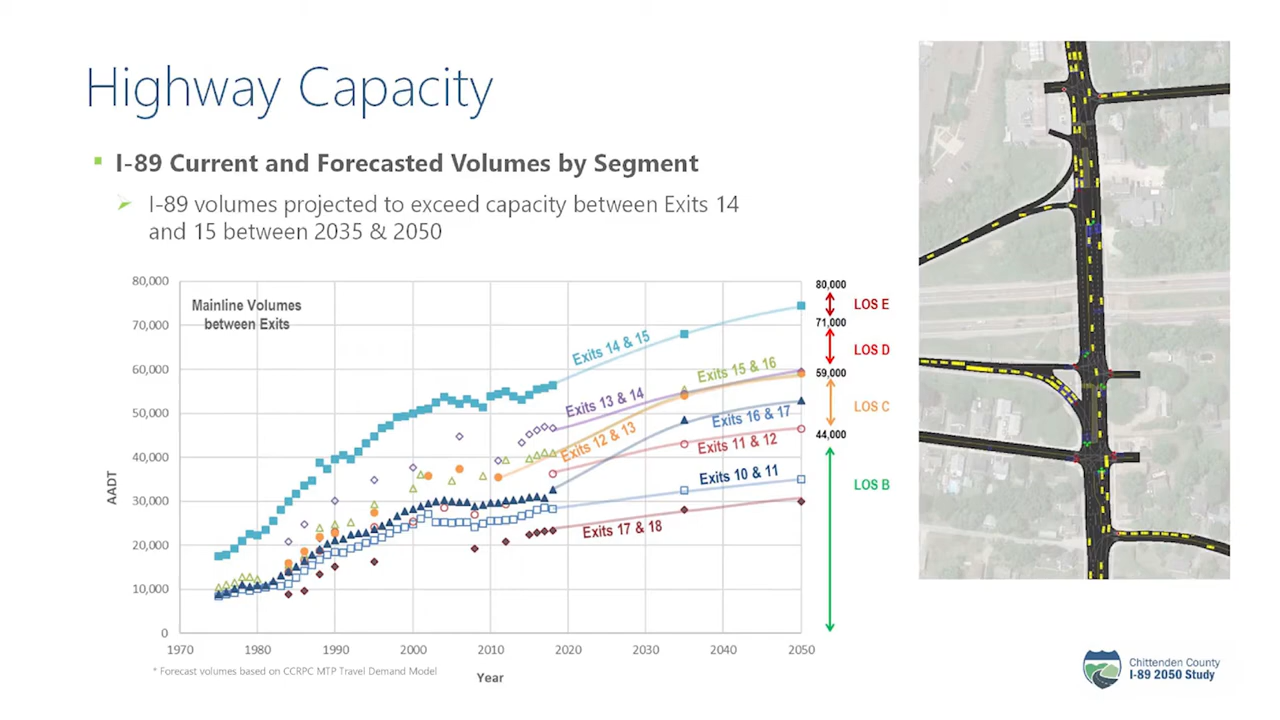 Highway Capacity
I-89 Current and Forecasted Volumes by Segment
I-89 volumes projected to exceed capacity between Exits 14
and 15 between 2035 & 2050
Mainline Volumes
between Exits
AADT
80,000
70,000
60,000
50,000
40,000
30,000
20,000
10,000
0
Exits 14 & 15
Exits 15 & 16
Exits 13 & 14
Exits 16 & 17
Exits 12 & 13
Exits 11 & 12
Exits 10 & 11
Exits 17 & 18
80,000
LOS E
71,000
LOS D
59,000
LOS C
44,000
LOS B
1970
1980
1990
2000
2010
2020
2030
2040
2050
Year
* Forecast volumes based on CCRPC MTP Travel Demand Model
Chittenden County
I-89 2050 Study